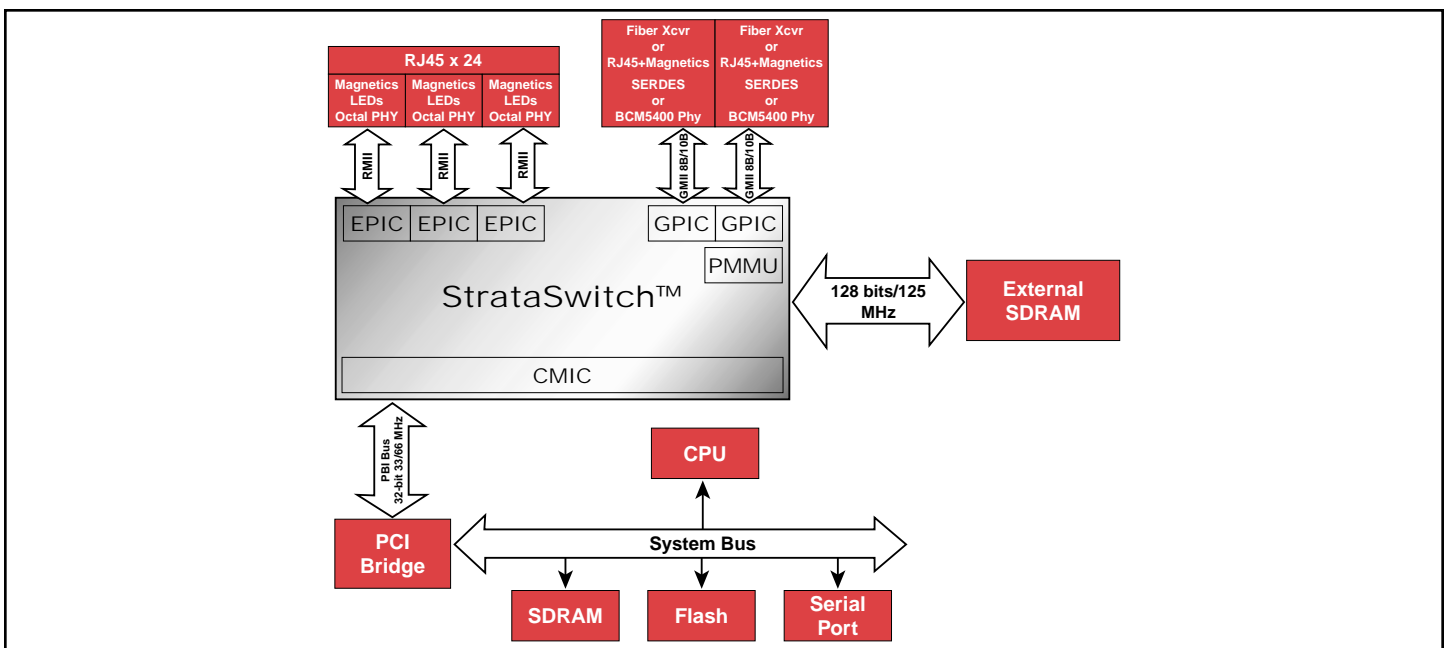 RJ45 x 24
Magnetics
LEDs
Octal PHY
Magnetics
LEDs
Octal PHY
Magnetics
LEDs
Octal PHY
Fiber Xcvr
or
RJ45+Magnetics
SERDES
or
BCM5400 Phy
Fiber Xcvr
or
RJ45+Magnetics
SERDES
or
BCM5400 Phy
RMII
RMII
RMII
GMII 8B/10B
GMII 8B/10B
EPIC
EPIC
EPIC
GPIC
GPIC
PMMU
StrataSwitch™
128 bits/125
MHz
External
SDRAM
CMIC
PBI Bus
32-bit 33/66 MHz
CPU
PCI
Bridge
System Bus
SDRAM
Flash
Serial
Port